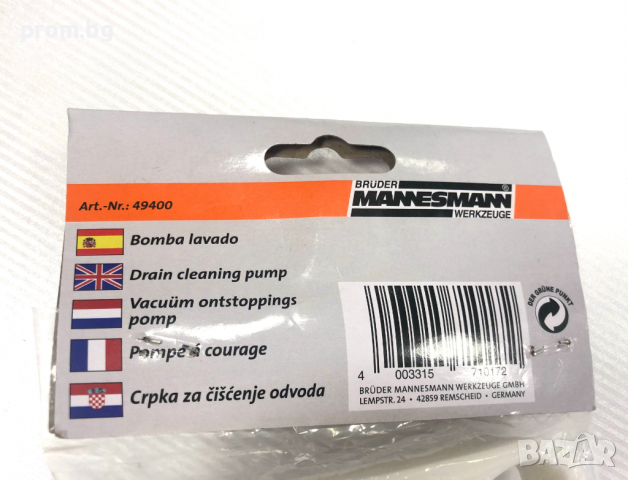 prom.bg
BRÜDER
MANNESMANN®
WERKZEUGE
Art.-Nr.: 49400
Bomba lavado
Drain cleaning pump
Vacuüm ontstoppings
pomp
Pompe á courage
Crpka za čišćenje odvoda
DER GRÜNE PUNKT
4 003315 710172
BRÜDER MANNESMANN WERKZEUGE GMBH
LEMPSTR. 24 • 42859 REMSCHEID • GERMANY
BAZAR